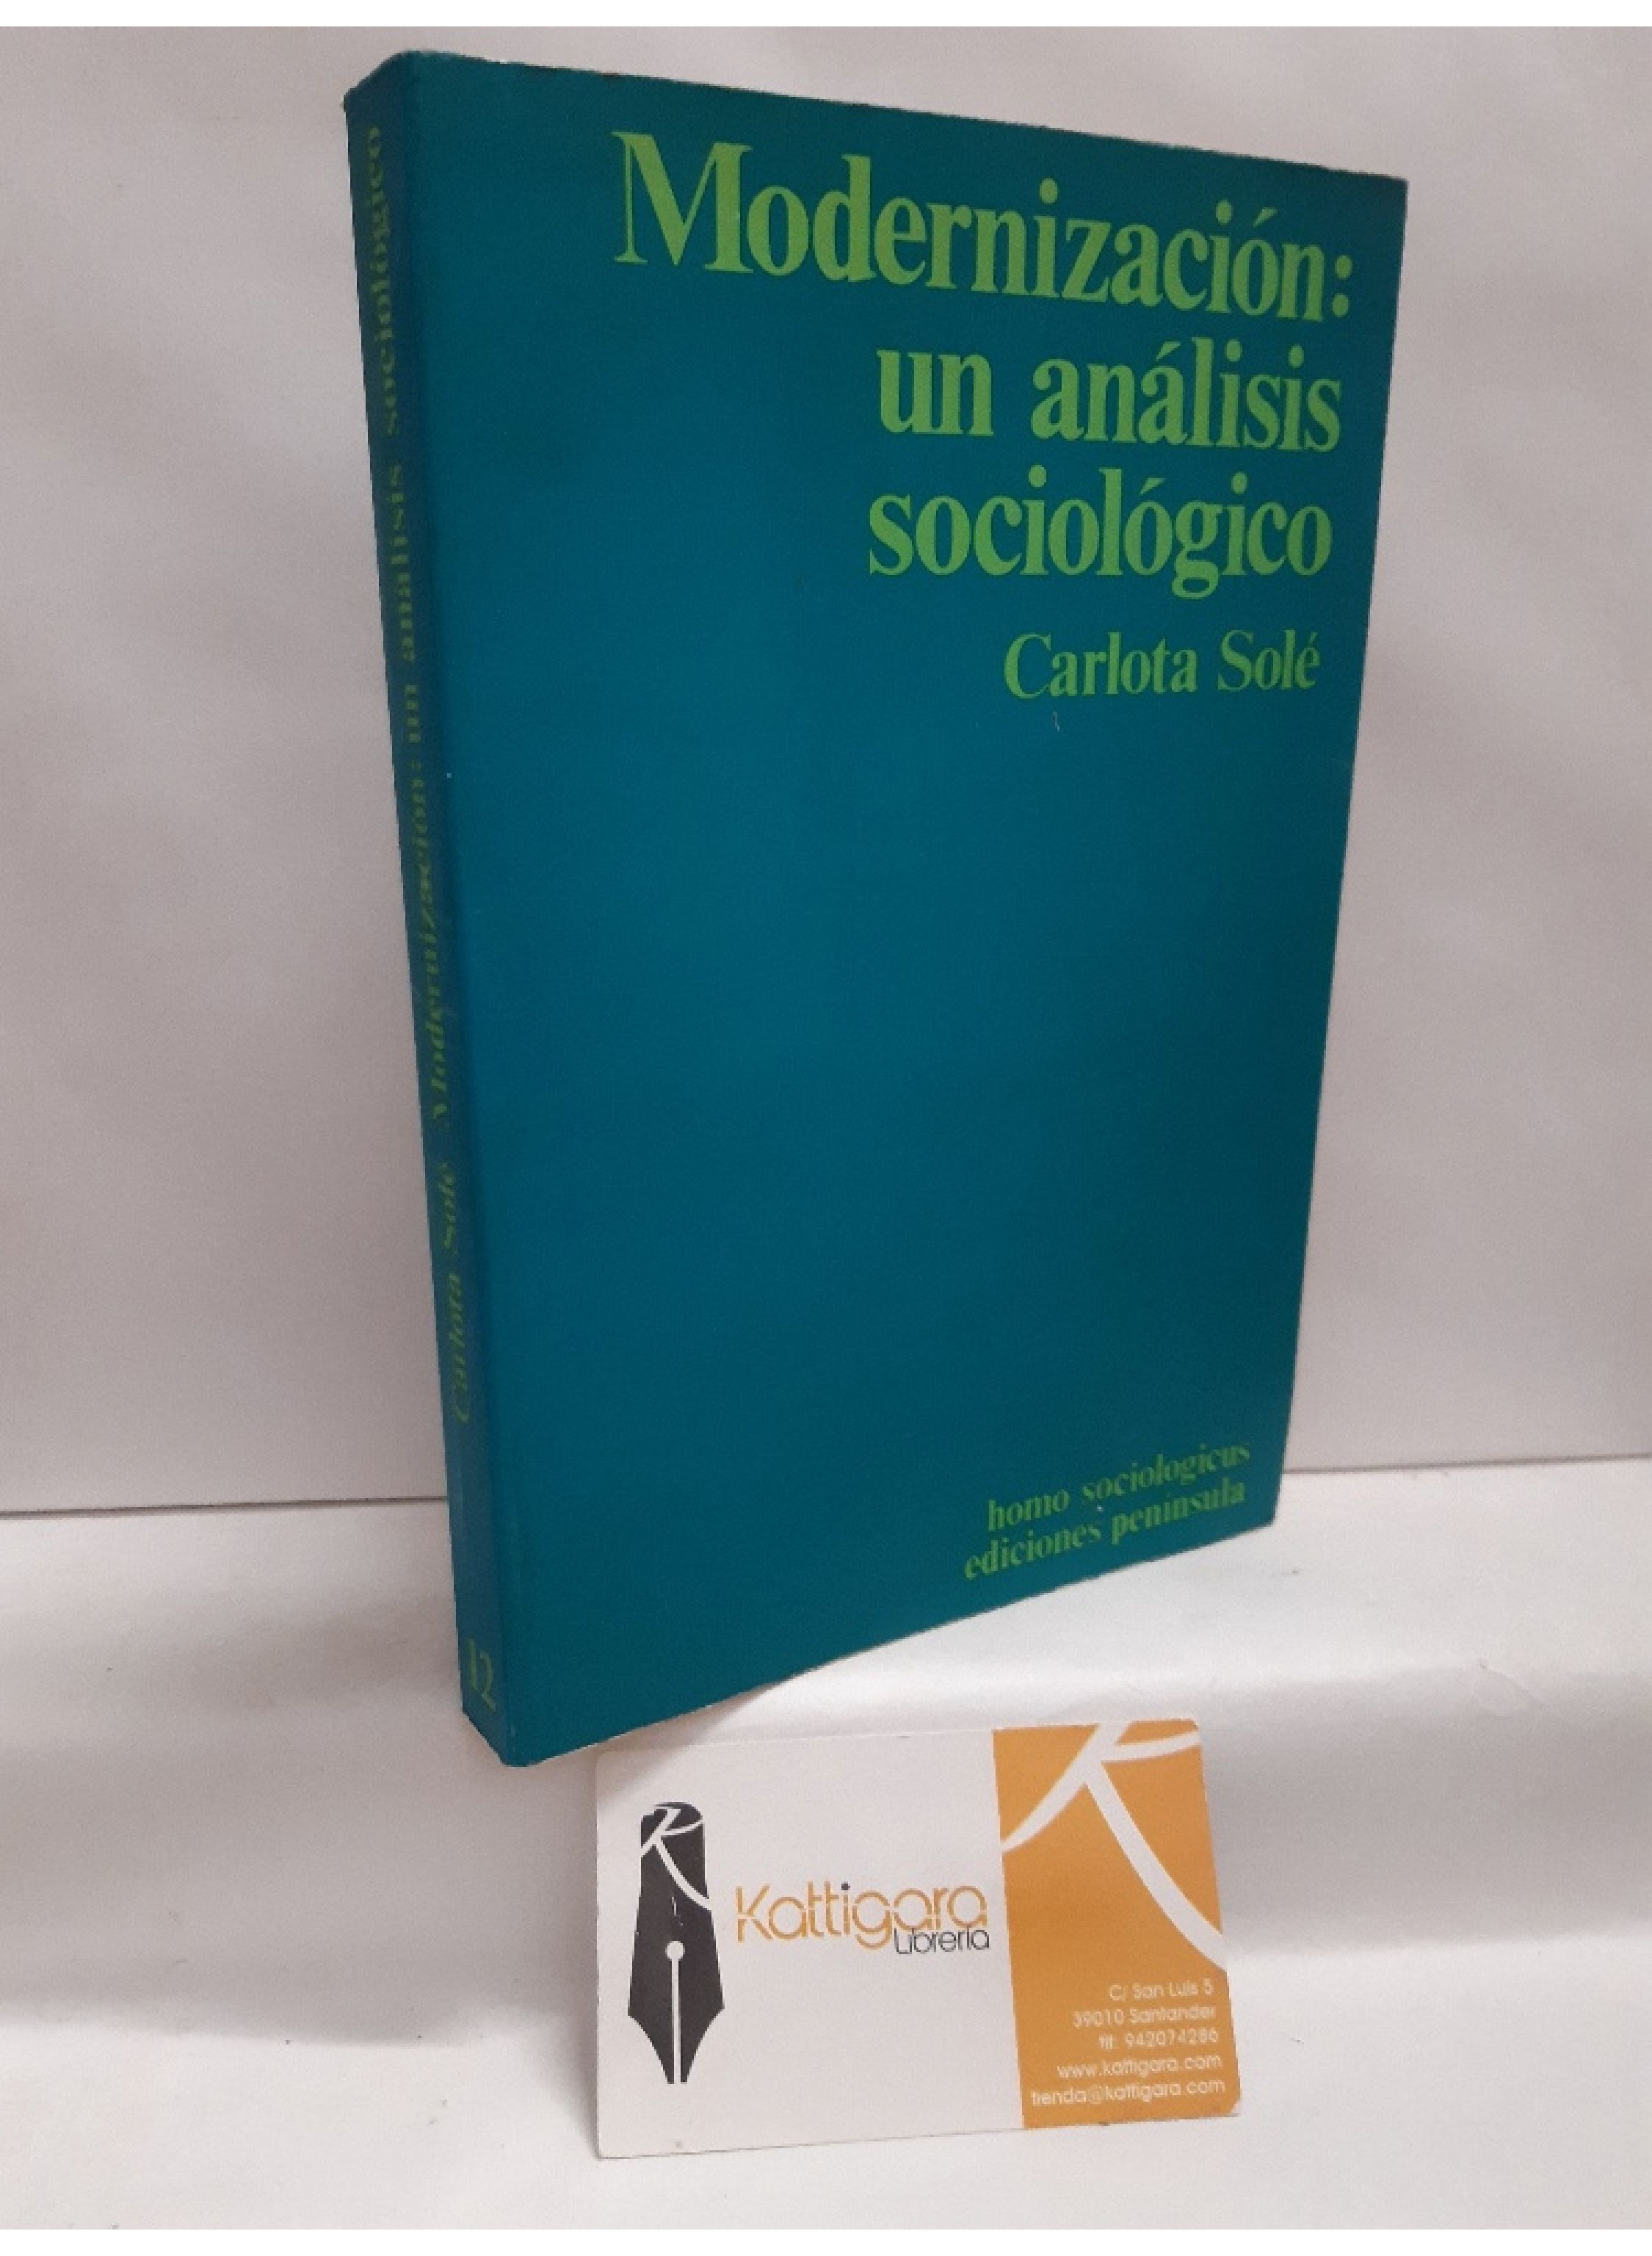 Modernización:
un análisis
sociológico
Carlota Solé
homo sociologicus
ediciones península
Carlota Solé Modernización: un análisis sociológico
12
Kattigara
Librería
C/ San Luis 5
39010 Santander
tlf: 942074286
www.kattigara.com
tienda@kattigara.com